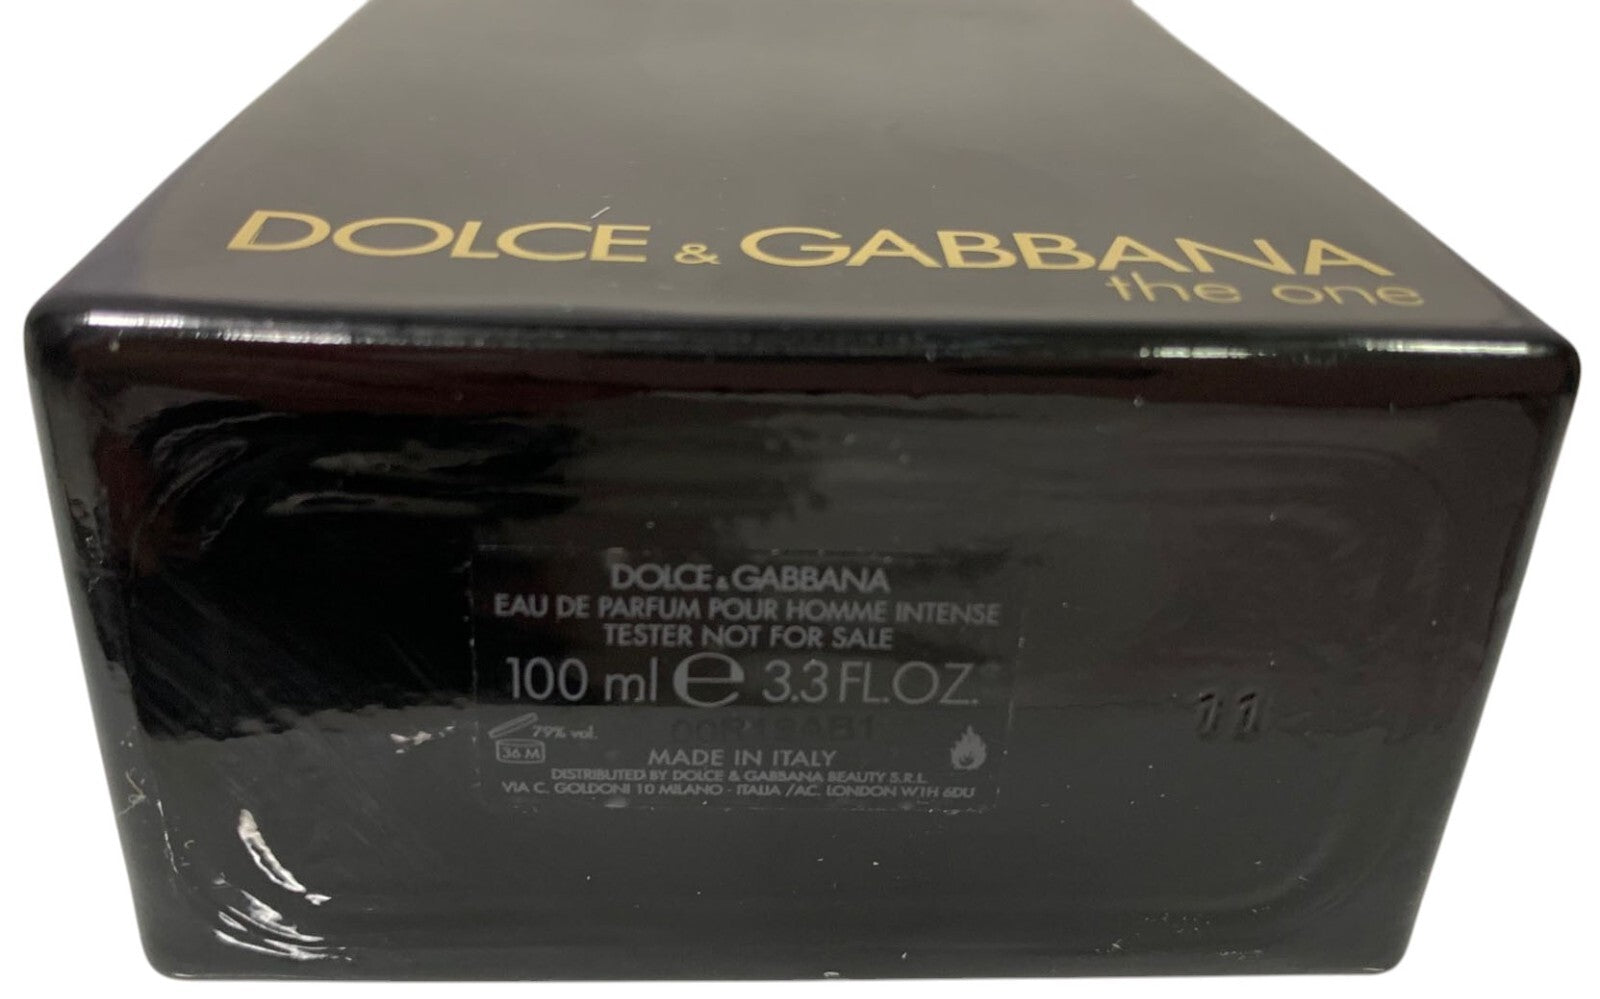 DOLCE & GABBANA
the one
DOLCE & GABBANA
EAU DE PARFUM POUR HOMME INTENSE
TESTER NOT FOR SALE
100 ml e 3.3 FL.OZ.
79% vol.
36 M
MADE IN ITALY
DISTRIBUTED BY DOLCE & GABBANA BEAUTY S.R.L.
VIA C. GOLDONI 10 MILANO - ITALIA /AC. LONDON W1H 6DU
11